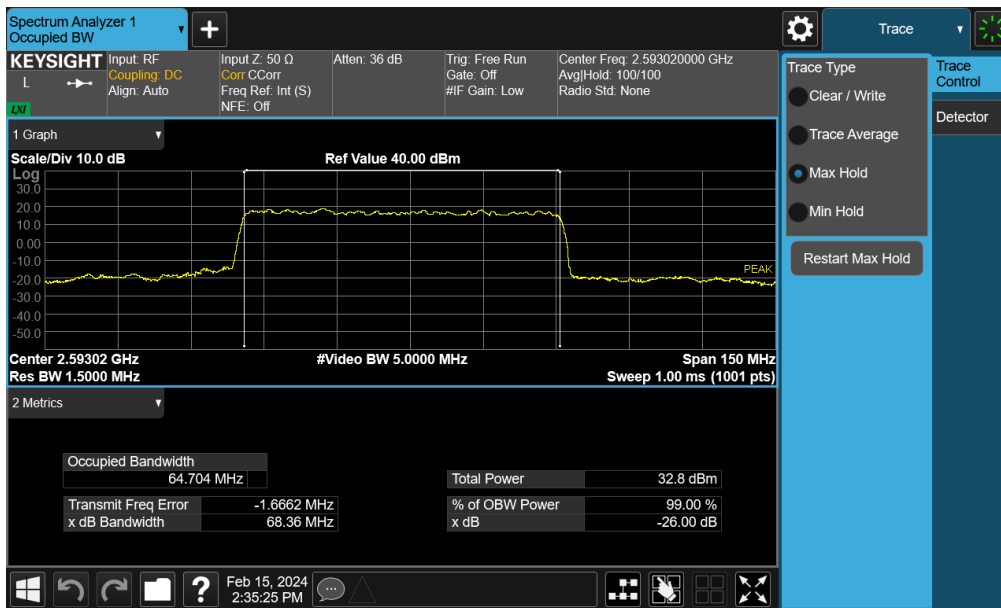 Spectrum Analyzer 1
Occupied BW
+
Trace
KEYSIGHT
L
LXI
Input: RF
Coupling: DC
Align: Auto
Input Z: 50 Ω
Corr CCorr
Freq Ref: Int (S)
NFE: Off
Atten: 36 dB
Trig: Free Run
Gate: Off
#IF Gain: Low
Center Freq: 2.593020000 GHz
Avg|Hold: 100/100
Radio Std: None
Trace Type
Clear / Write
Trace Average
Max Hold
Min Hold
Restart Max Hold
Trace
Control
Detector
1 Graph
Scale/Div 10.0 dB
Ref Value 40.00 dBm
Log
30.0
20.0
10.0
0.00
-10.0
-20.0
-30.0
-40.0
-50.0
PEAK
Center 2.59302 GHz
#Video BW 5.0000 MHz
Span 150 MHz
Res BW 1.5000 MHz
Sweep 1.00 ms (1001 pts)
2 Metrics
Occupied Bandwidth
64.704 MHz
Total Power 32.8 dBm
Transmit Freq Error -1.6662 MHz
% of OBW Power 99.00 %
x dB Bandwidth 68.36 MHz
x dB -26.00 dB
?
Feb 15, 2024
2:35:25 PM